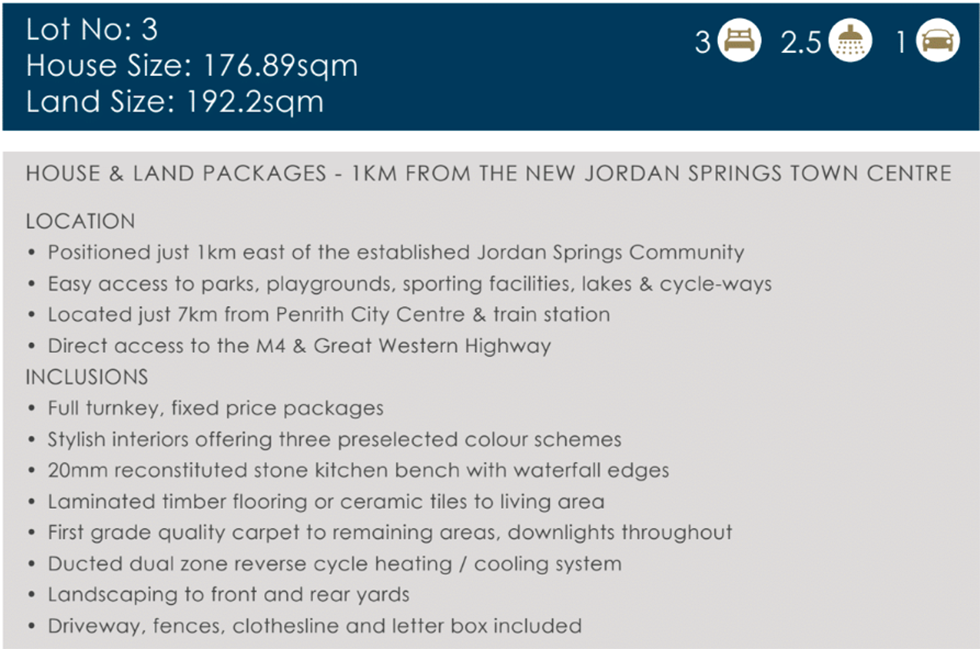 Lot No: 3
House Size: 176.89sqm
Land Size: 192.2sqm
3 2.5 1
HOUSE & LAND PACKAGES - 1KM FROM THE NEW JORDAN SPRINGS TOWN CENTRE
LOCATION
• Positioned just 1km east of the established Jordan Springs Community
• Easy access to parks, playgrounds, sporting facilities, lakes & cycle-ways
• Located just 7km from Penrith City Centre & train station
• Direct access to the M4 & Great Western Highway
INCLUSIONS
• Full turnkey, fixed price packages
• Stylish interiors offering three preselected colour schemes
• 20mm reconstituted stone kitchen bench with waterfall edges
• Laminated timber flooring or ceramic tiles to living area
• First grade quality carpet to remaining areas, downlights throughout
• Ducted dual zone reverse cycle heating / cooling system
• Landscaping to front and rear yards
• Driveway, fences, clothesline and letter box included